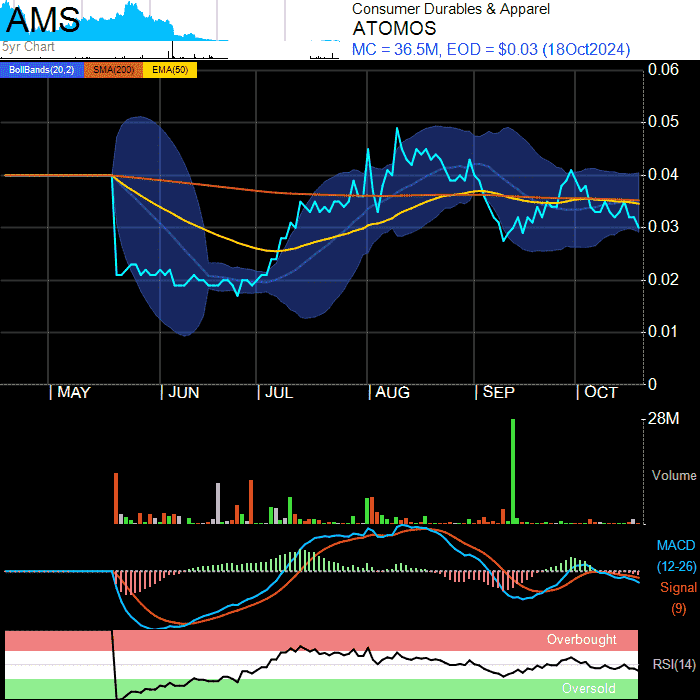 AMS
5yr Chart
Consumer Durables & Apparel
ATOMOS
MC = 36.5M, EOD = $0.03 (18Oct2024)
BollBands(20,2) SMA(200) EMA(50)
0.06
0.05
0.04
0.03
0.02
0.01
0
MAY JUN JUL AUG SEP OCT
28M
Volume
MACD
(12-26)
Signal
(9)
Overbought
RSI(14)
Oversold